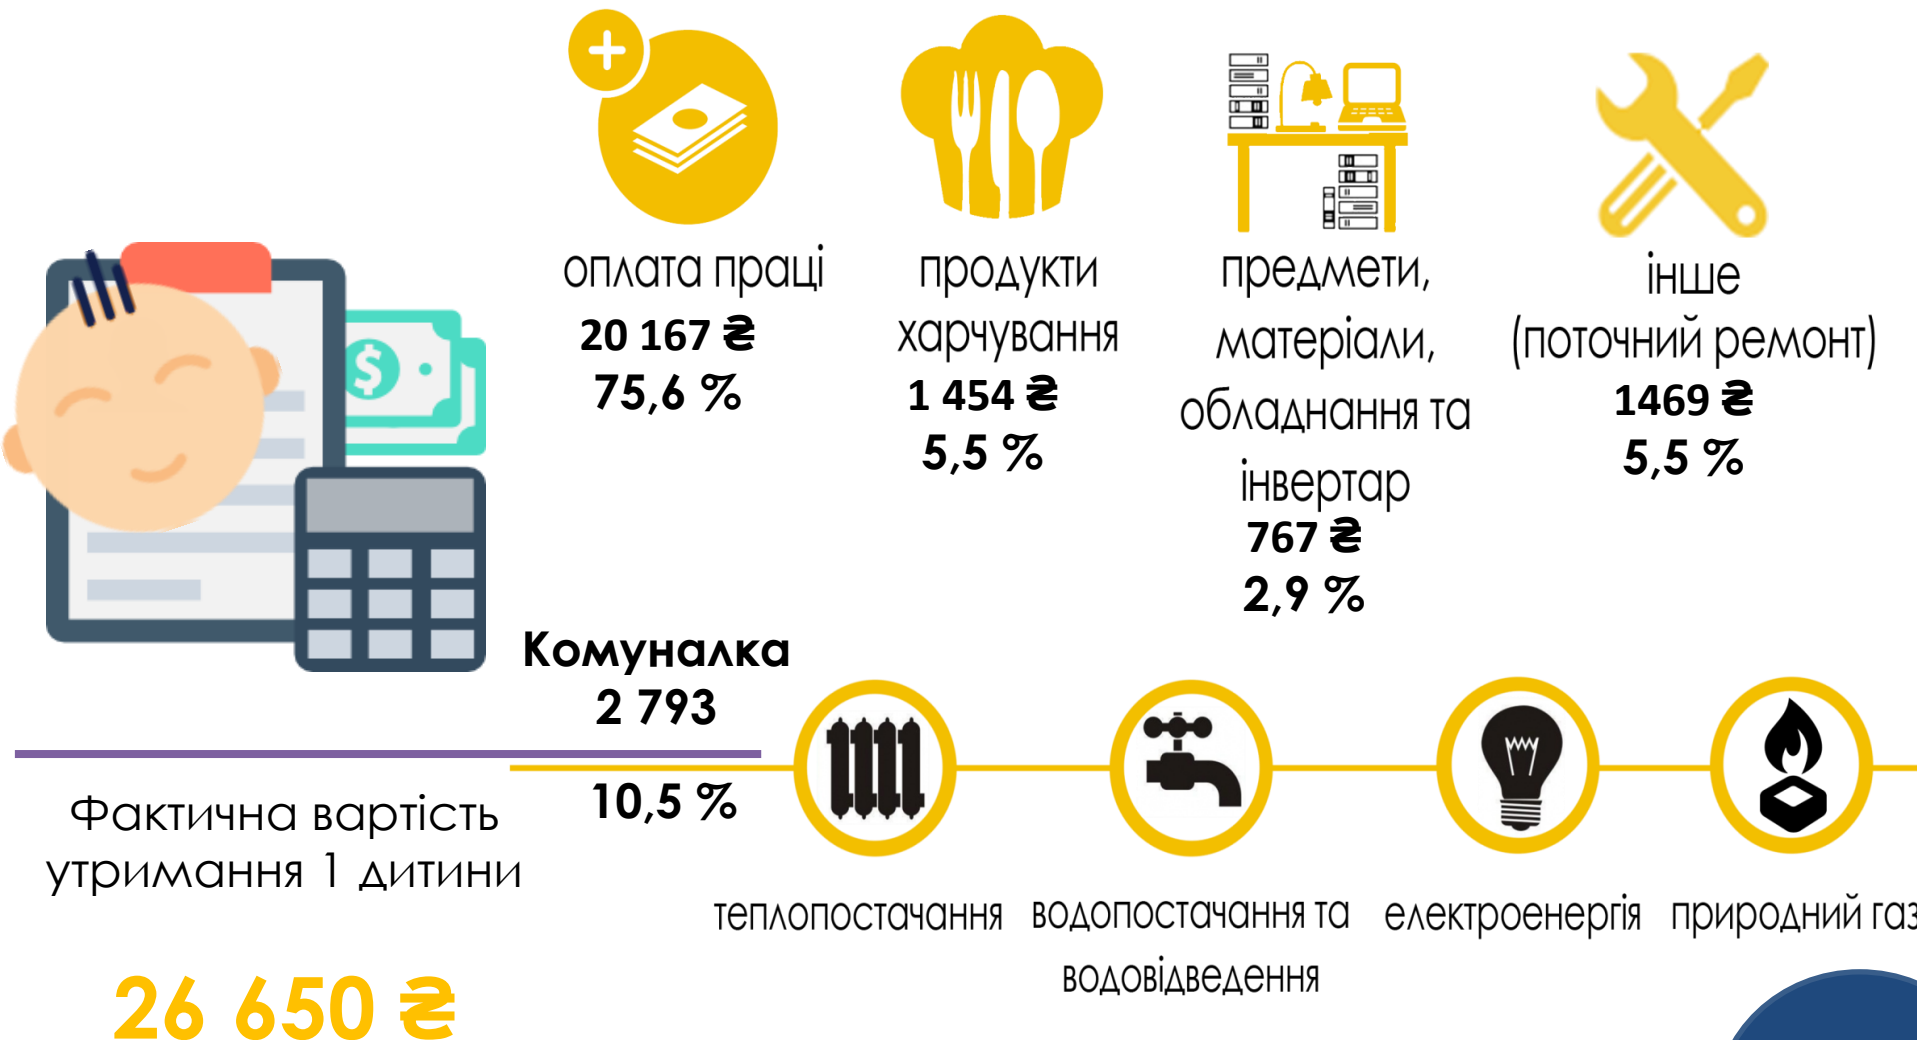 оплата праці
20 167 ₴
75,6 %
продукти
харчування
1 454 ₴
5,5 %
предмети,
матеріали,
обладнання та
інвертар
767 ₴
2,9 %
інше
(поточний ремонт)
1469 ₴
5,5 %
$
Комуналка
2 793
10,5 %
Фактична вартість
утримання 1 дитини
26 650 ₴
теплопостачання
водопостачання та
водовідведення
електроенергія
природний газ